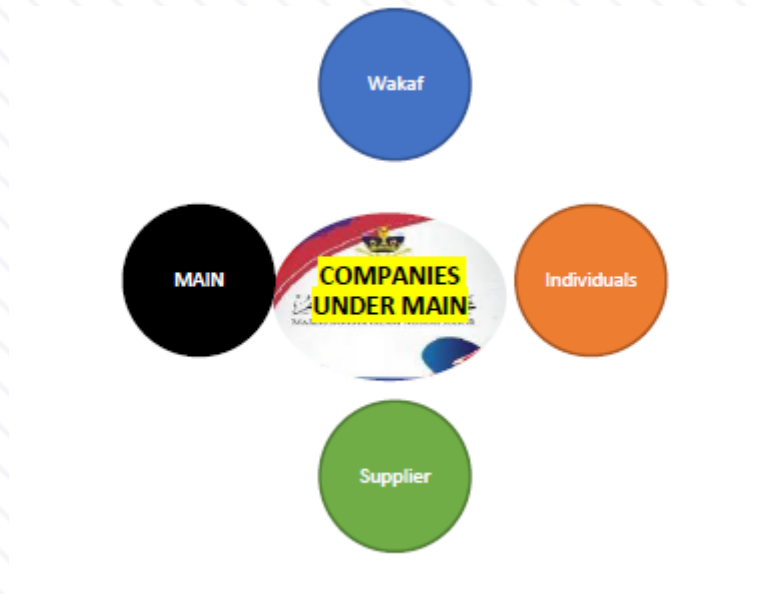 Wakaf
MAIN
COMPANIES
UNDER MAIN
Individuals
Supplier